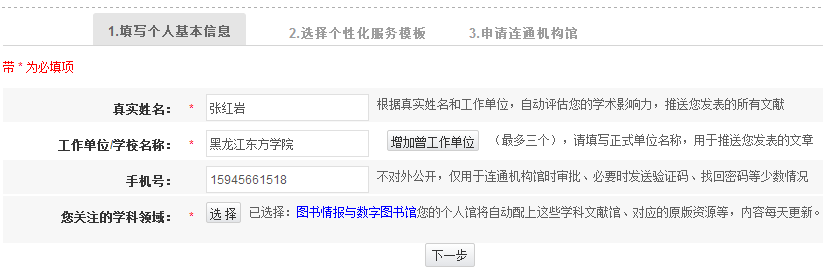 1.填写个人基本信息 2.选择个性化服务模板 3.申请连通机构馆
带 * 为必填项
真实姓名： * 张红岩 根据真实姓名和工作单位，自动评估您的学术影响力，推送您发表的所有文献
工作单位/学校名称： * 黑龙江东方学院 增加曾工作单位 （最多三个），请填写正式单位名称，用于推送您发表的文章
手机号： 15945661518 不对外公开，仅用于连通机构馆时审批、必要时发送验证码、找回密码等少数情况
您关注的学科领域： * 选 择 已选择：图书情报与数字图书馆您的个人馆将自动配上这些学科文献馆、对应的原版资源等，内容每天更新。
下一步